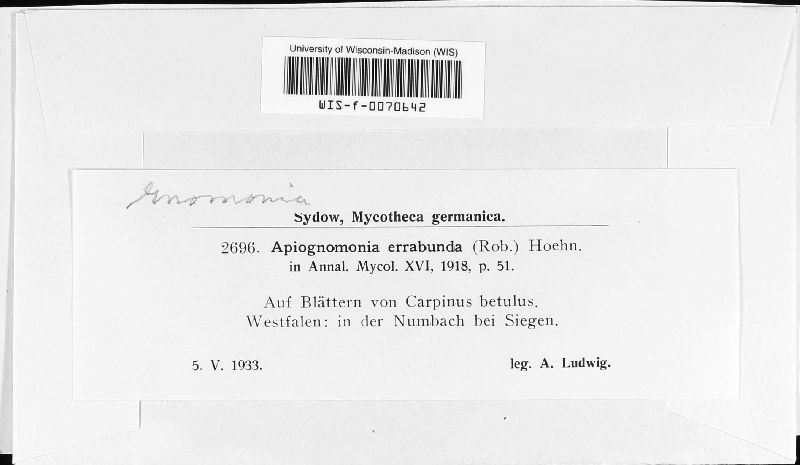 University of Wisconsin-Madison (WIS)
WIS-f-0070642
Gnomonia
Sydow, Mycotheca germanica.
2696. Apiognomonia errabunda (Rob.) Hoehn.
in Annal. Mycol. XVI, 1918, p. 51.
Auf Blättern von Carpinus betulus.
Westfalen: in der Numbach bei Siegen.
5. V. 1933. leg. A. Ludwig.